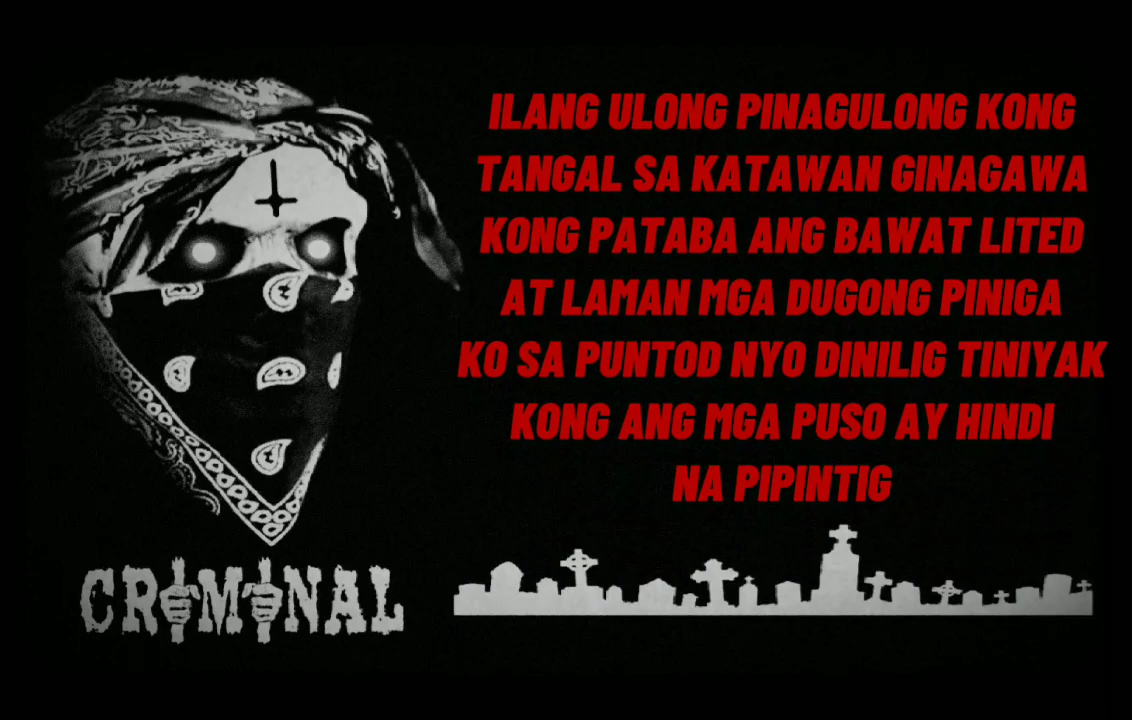 ILANG ULONG PINAGULONG KONG
TANGAL SA KATAWAN GINAGAWA
KONG PATABA ANG BAWAT LITED
AT LAMAN MGA DUGONG PINIGA
KO SA PUNTOD NYO DINILIG TINIYAK
KONG ANG MGA PUSO AY HINDI
NA PIPINTIG
CRIMINAL